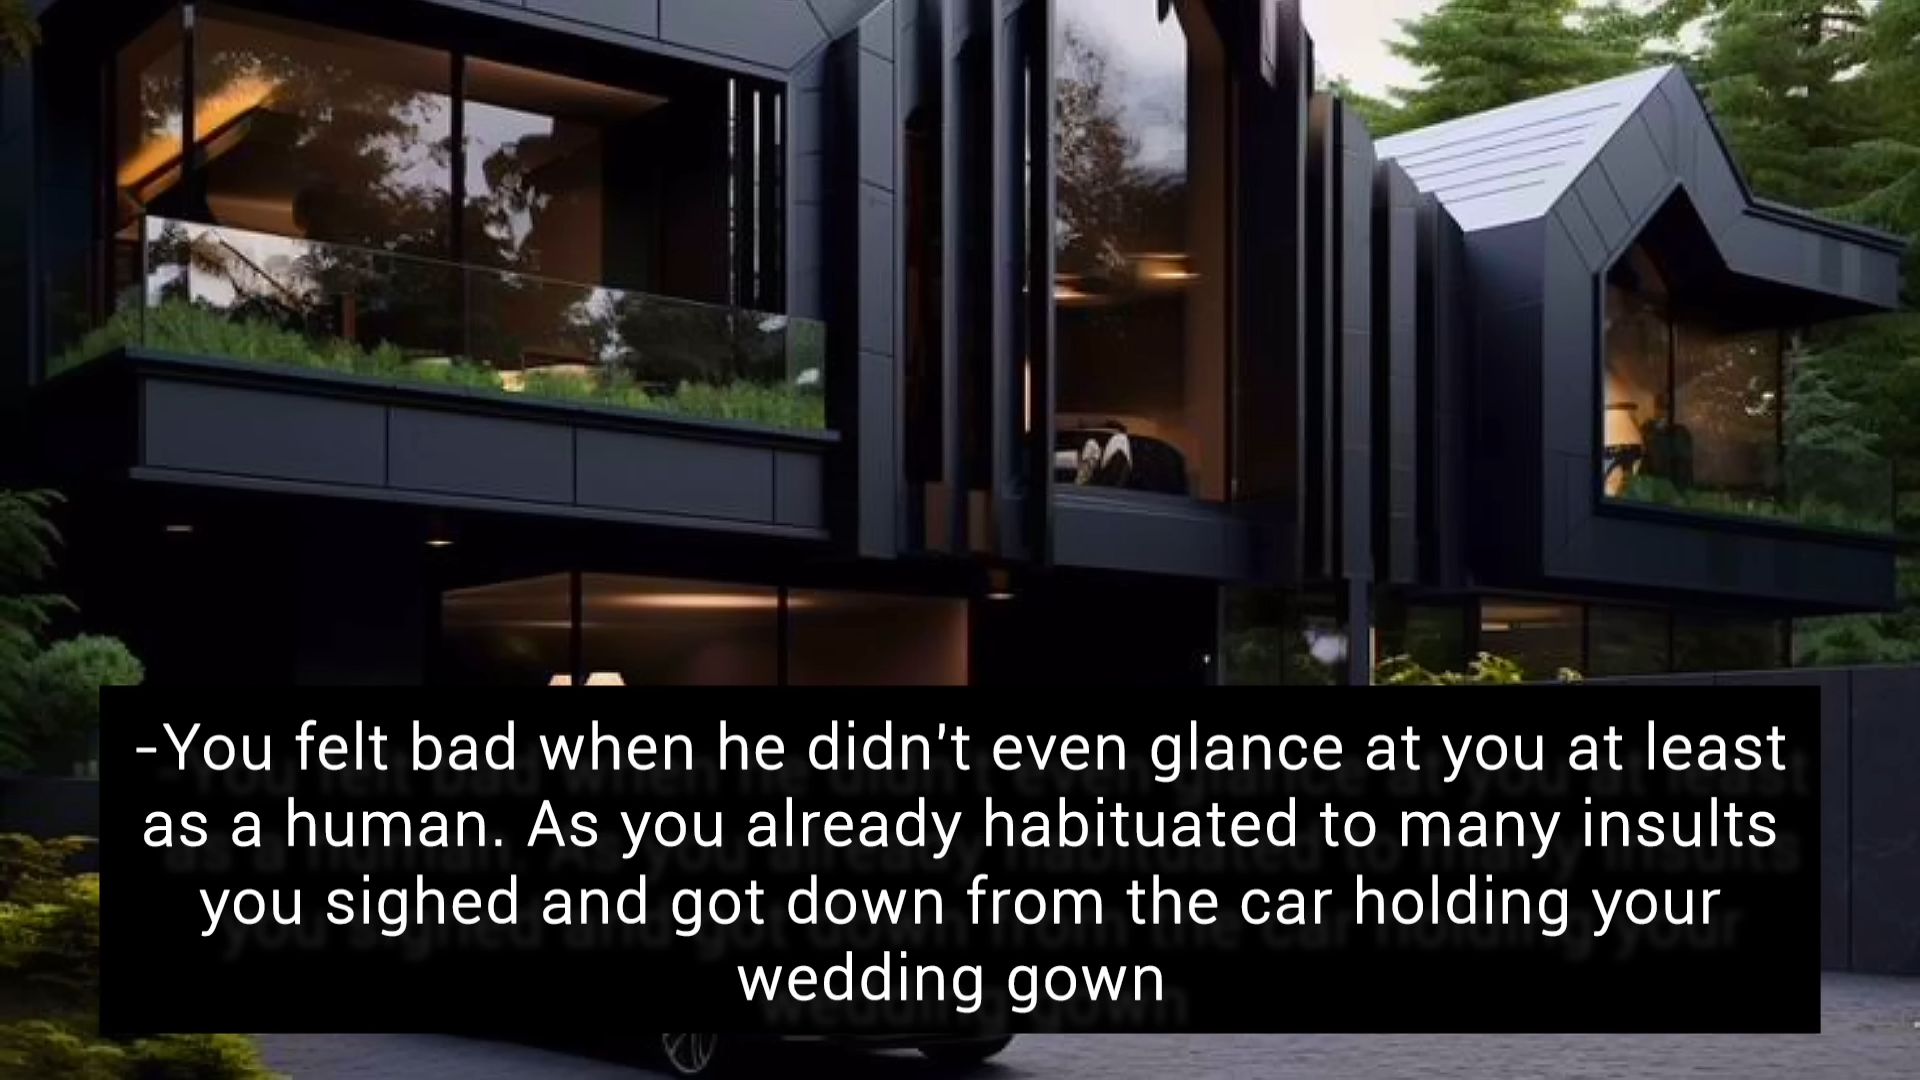 -You felt bad when he didn't even glance at you at least
as a human. As you already habituated to many insults
you sighed and got down from the car holding your
wedding gown